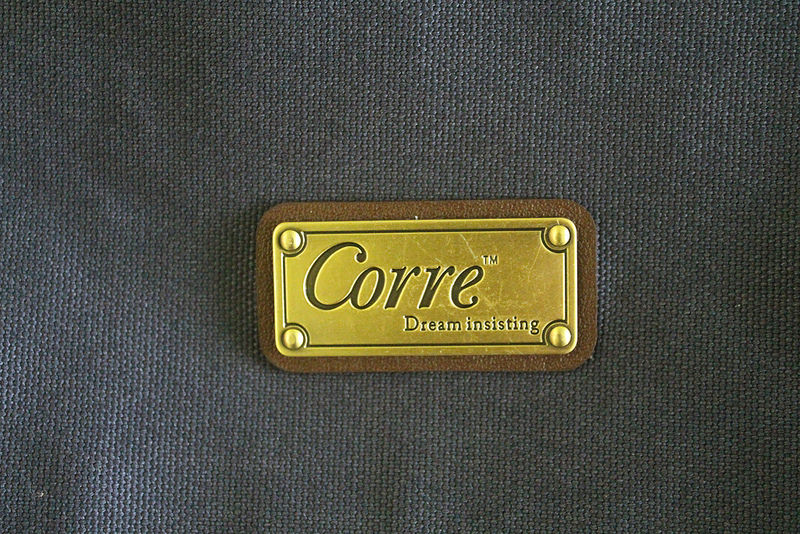 Corre™
Dream insisting